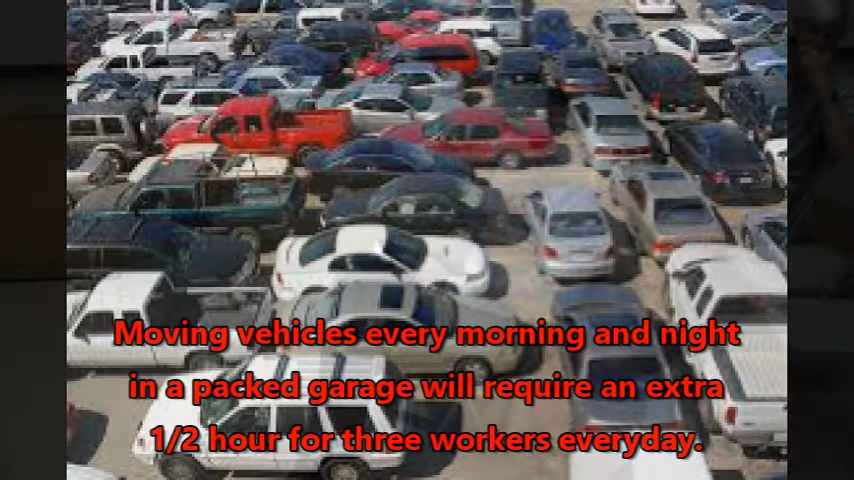 Moving vehicles every morning and night
in a packed garage will require an extra
1/2 hour for three workers everyday.